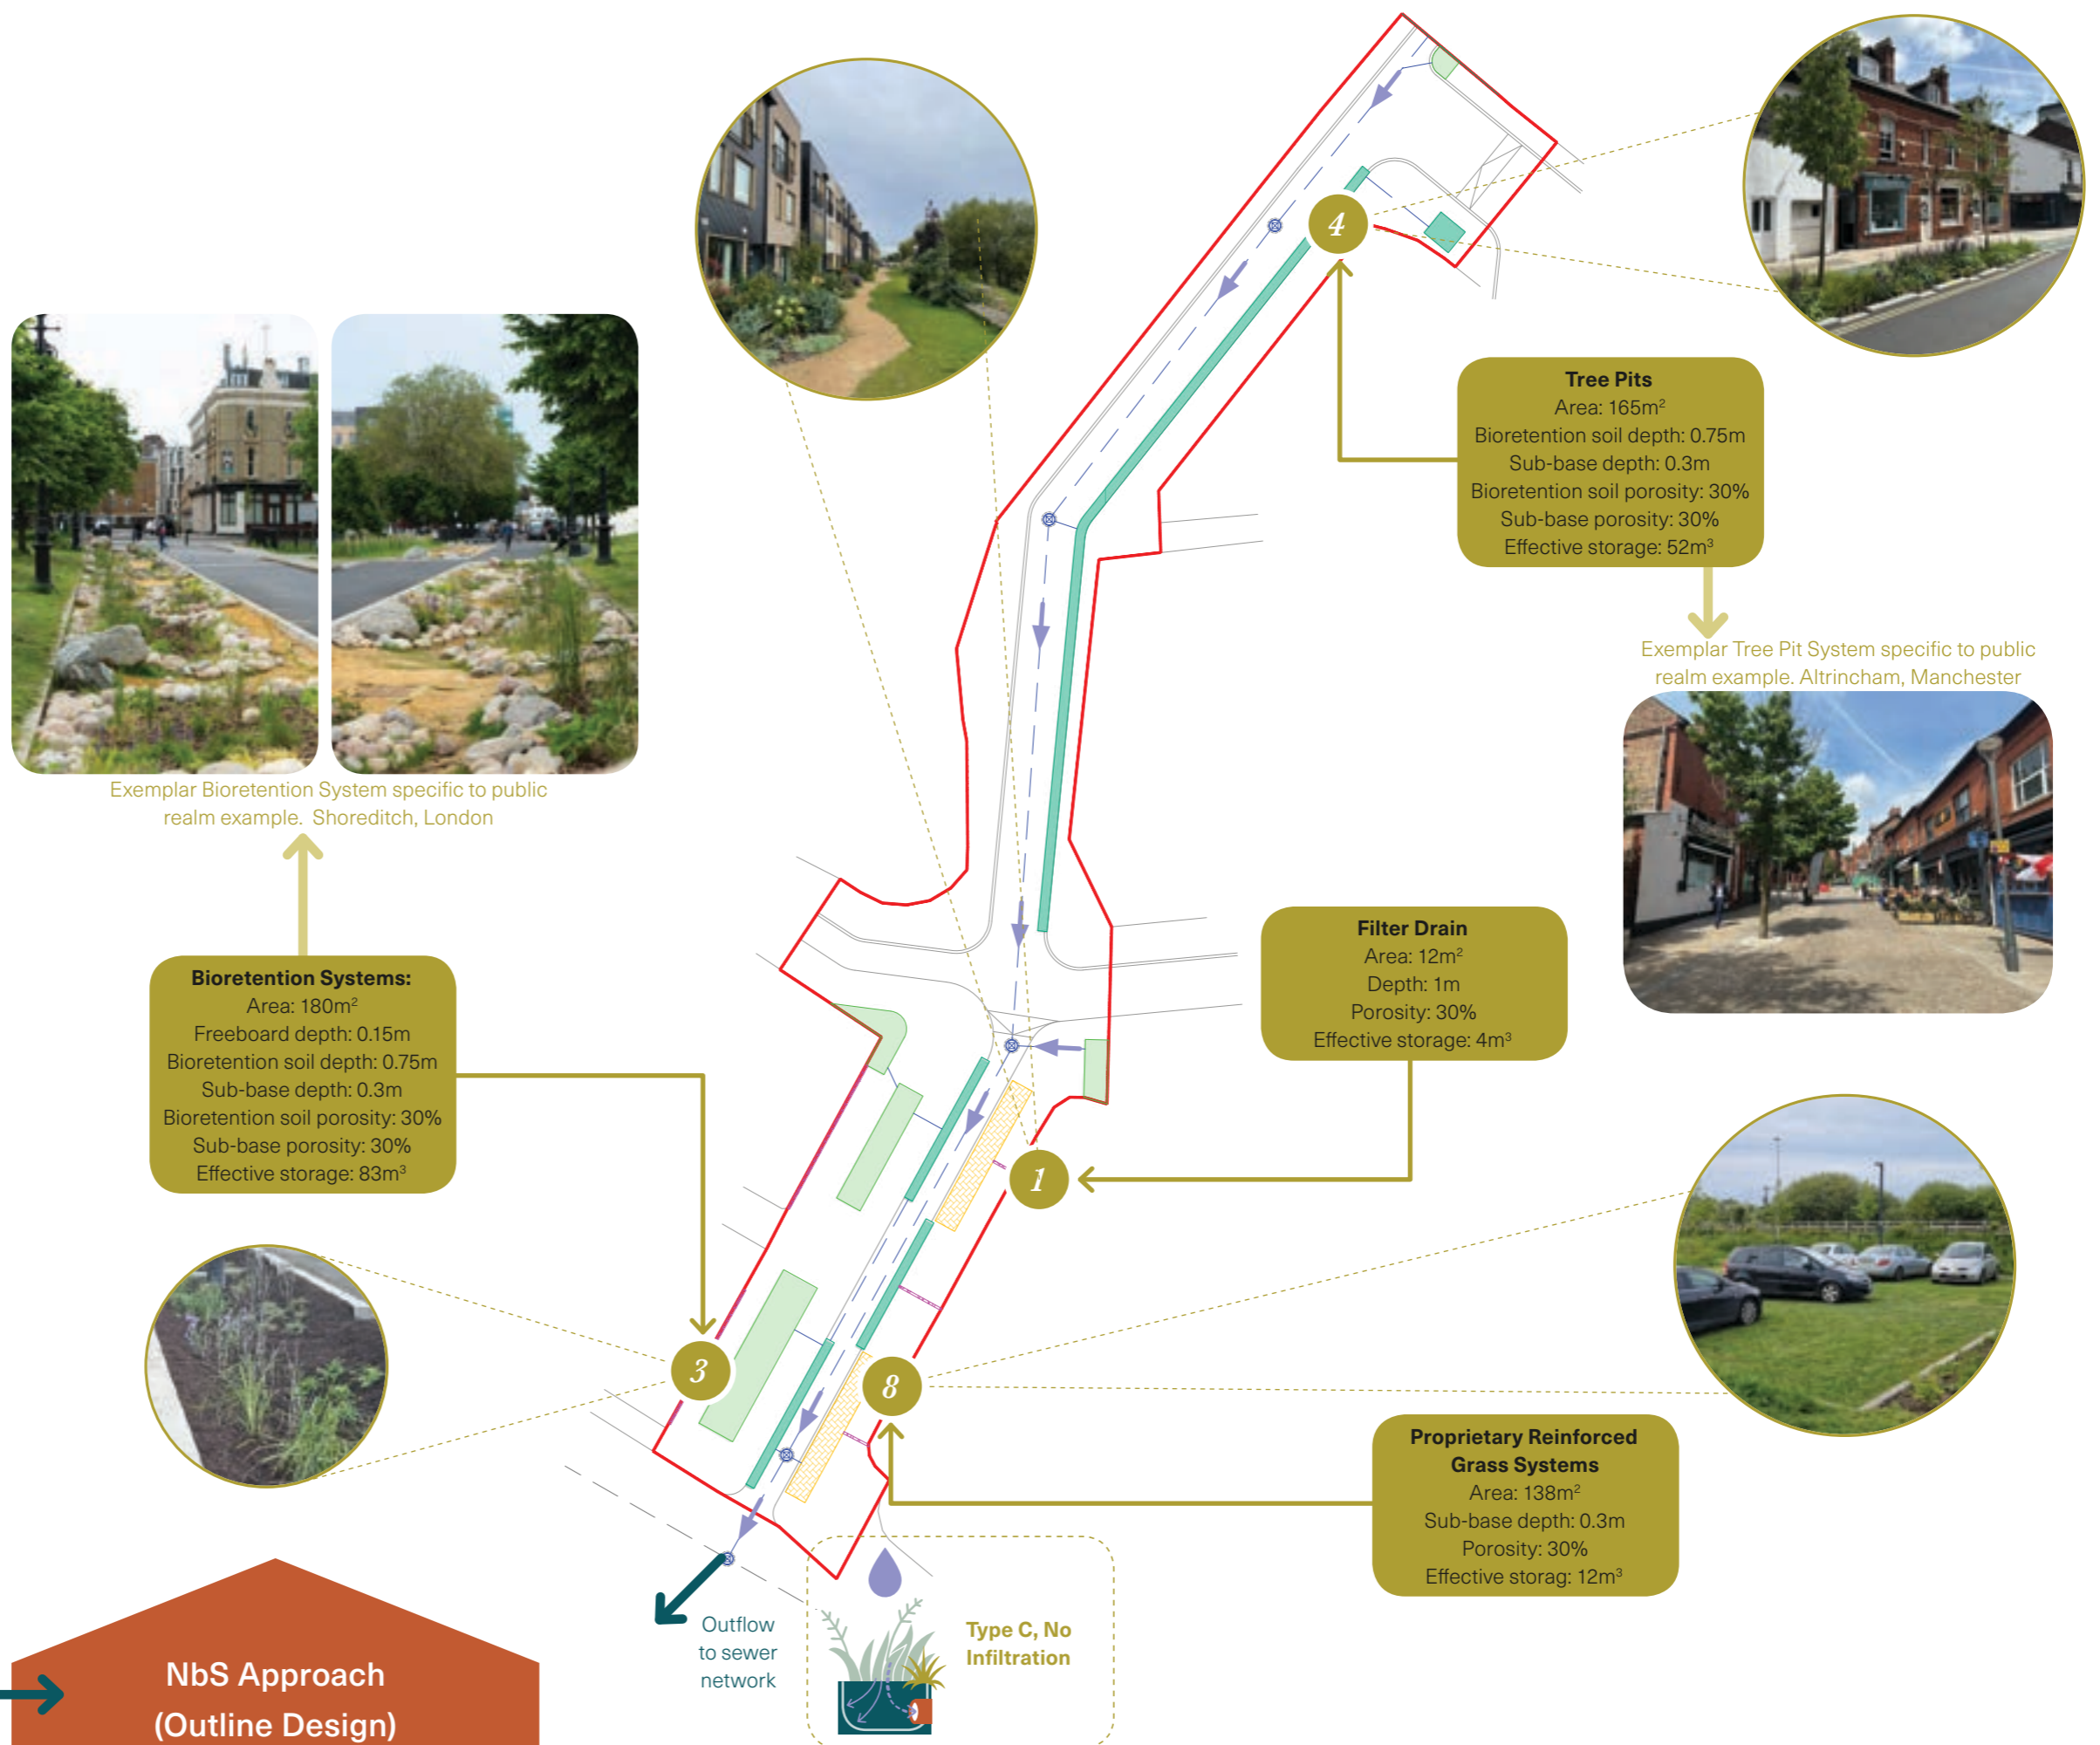 4
Tree Pits
Area: 165m²
Bioretention soil depth: 0.75m
Sub-base depth: 0.3m
Bioretention soil porosity: 30%
Sub-base porosity: 30%
Effective storage: 52m³
Exemplar Tree Pit System specific to public
realm example. Altrincham, Manchester
Exemplar Bioretention System specific to public
realm example. Shoreditch, London
Bioretention Systems:
Area: 180m²
Freeboard depth: 0.15m
Bioretention soil depth: 0.75m
Sub-base depth: 0.3m
Bioretention soil porosity: 30%
Sub-base porosity: 30%
Effective storage: 83m³
Filter Drain
Area: 12m²
Depth: 1m
Porosity: 30%
Effective storage: 4m³
1
3
8
Proprietary Reinforced
Grass Systems
Area: 138m²
Sub-base depth: 0.3m
Porosity: 30%
Effective storag: 12m³
Outflow
to sewer
network
Type C, No
Infiltration
NbS Approach
(Outline Design)